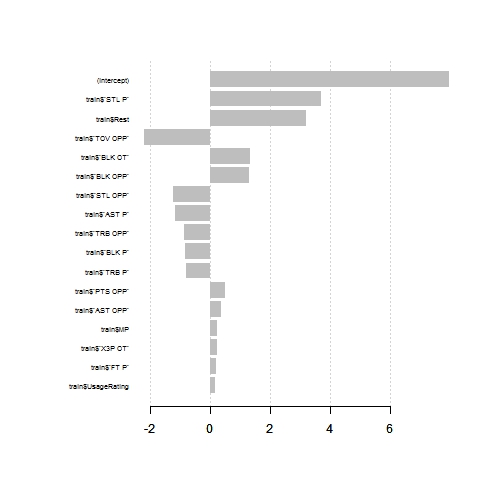 (Intercept)
train$`STL P`
train$Rest
train$`TOV OPP`
train$`BLK OT`
train$`BLK OPP`
train$`STL OPP`
train$`AST P`
train$`TRB OPP`
train$`BLK P`
train$`TRB P`
train$`PTS OPP`
train$`AST OPP`
train$MP
train$`X3P OT`
train$`FT P`
train$UsageRating
-2 0 2 4 6